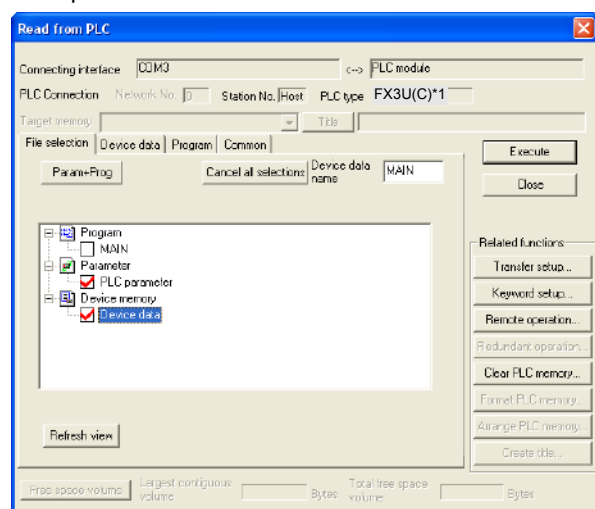 Read from PLC
Connecting interface COM3 <--> PLC module
PLC Connection Network No. 0 Station No. Host PLC type FX3U(C)*1
Target memory Title
File selection Device data Program Common
Param+Prog Cancel all selections Device data name MAIN
Execute
Close
Program
MAIN
Parameter
PLC parameter
Device memory
Device data
Refresh view
Related functions
Transfer setup...
Keyword setup...
Remote operation...
Redundant operation...
Clear PLC memory...
Format PLC memory...
Arrange PLC memory...
Create title...
Free space volume Largest contiguous volume Bytes Total free space volume Bytes